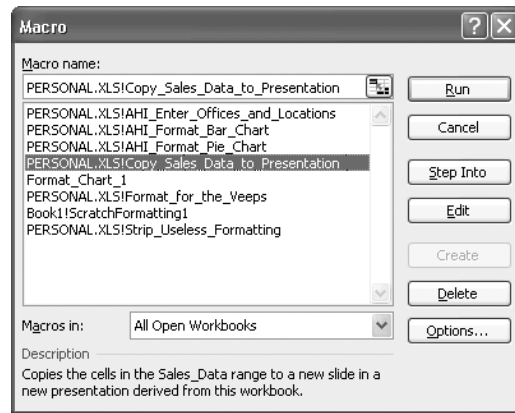 Macro
Macro name:
PERSONAL.XLS!Copy_Sales_Data_to_Presentation
PERSONAL.XLS!AHI_Enter_Offices_and_Locations
PERSONAL.XLS!AHI_Format_Bar_Chart
PERSONAL.XLS!AHI_Format_Pie_Chart
PERSONAL.XLS!Copy_Sales_Data_to_Presentation
Format_Chart_1
PERSONAL.XLS!Format_for_the_Veeps
Book1!ScratchFormatting1
PERSONAL.XLS!Strip_Useless_Formatting
Run
Cancel
Step Into
Edit
Create
Delete
Options...
Macros in: All Open Workbooks
Description
Copies the cells in the Sales_Data range to a new slide in a
new presentation derived from this workbook.